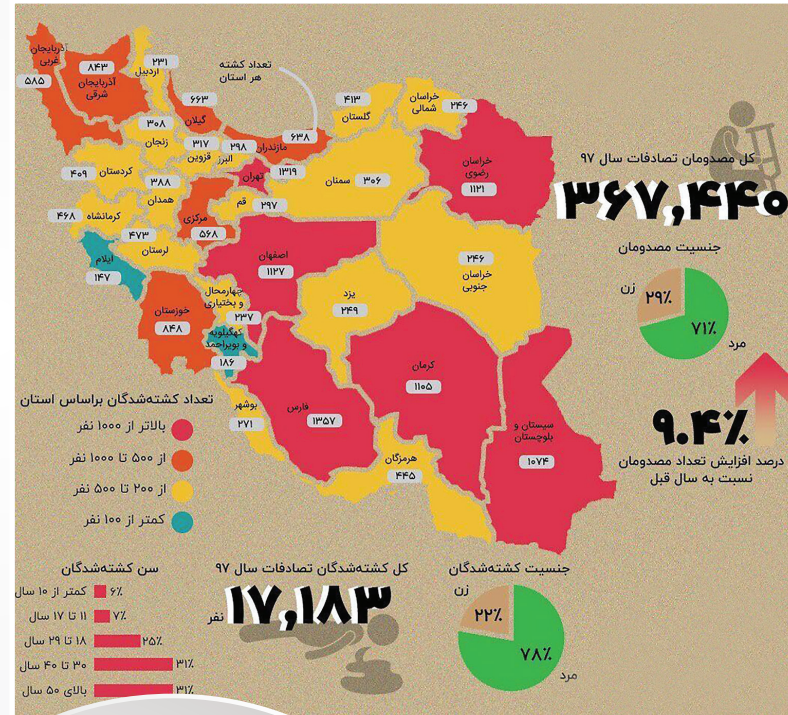 تعداد کشته
هر استان
آذربایجان
غربی
۵۸۵
۸۴۳
آذربایجان
شرقی
۲۳۱
اردبیل
۶۶۳
گیلان
۳۰۸
زنجان
۳۱۷
قزوین
۲۹۸
البرز
۶۳۸
مازندران
۴۱۳
گلستان
خراسان
شمالی
۲۴۶
خراسان
رضوی
۱۱۲۱
۴۰۹
کردستان
۳۸۸
همدان
تهران
۱۳۱۹
۳۰۶
سمنان
۴۶۸
کرمانشاه
مرکزی
۵۶۸
قم
۲۹۷
۴۷۳
لرستان
ایلام
۱۴۷
اصفهان
۱۱۲۷
۲۴۶
خراسان
جنوبی
خوزستان
۸۴۸
چهارمحال
و بختیاری
۲۳۷
یزد
۲۴۹
کهگیلویه
و بویراحمد
۱۸۶
بوشهر
۲۷۱
فارس
۱۳۵۷
کرمان
۱۱۰۵
سیستان و
بلوچستان
۱۰۷۴
هرمزگان
۴۴۵
کل مصدومان تصادفات سال ۹۷
۳۶۷,۴۴۰
جنسیت مصدومان
زن
۲۹٪
۷۱٪
مرد
۹.۴٪
درصد افزایش تعداد مصدومان
نسبت به سال قبل
تعداد کشته‌شدگان براساس استان
بالاتر از ۱۰۰۰ نفر
از ۵۰۰ تا ۱۰۰۰ نفر
از ۲۰۰ تا ۵۰۰ نفر
کمتر از ۱۰۰ نفر
جنسیت کشته‌شدگان
زن
۲۲٪
۷۸٪
مرد
کل کشته‌شدگان تصادفات سال ۹۷
۱۷,۱۸۳ نفر
سن کشته‌شدگان
کمتر از ۱۰ سال ۶٪
۱۱ تا ۱۷ سال ۷٪
۱۸ تا ۲۹ سال ۲۵٪
۳۰ تا ۴۰ سال ۳۱٪
بالای ۵۰ سال ۳۱٪